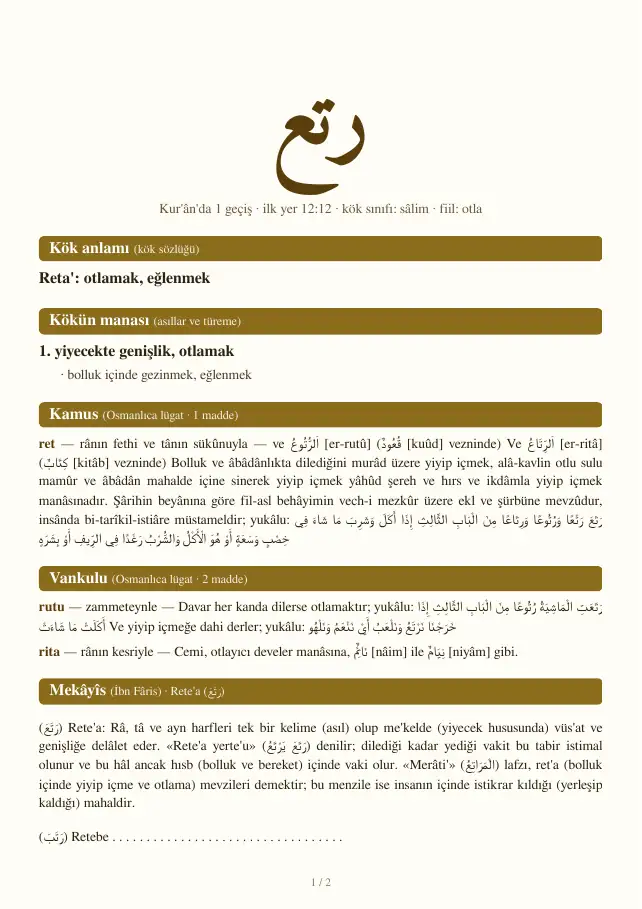 رتع
Kur'ân'da 1 geçiş · ilk yer 12:12 · kök sınıfı: sâlim · fiil: otla
Kök anlamı (kök sözlüğü)
Reta': otlamak, eğlenmek
Kökün manası (asıllar ve türeme)
1. yiyecekte genişlik, otlamak
· bolluk içinde gezinmek, eğlenmek
Kamus (Osmanlıca lügat · 1 madde)
ret — rânın fethi ve tânın sükûnuyla — ve اَلرُّتُوعُ [er-rutû] (قُعُودٌ [kuûd] vezninde) Ve اَلرِّتَاعُ [er-ritâ]
(كِتَابٌ [kitâb] vezninde) Bolluk ve âbâdânlıkta dilediğini murâd üzere yiyip içmek, alâ-kavlin otlu sulu
mamûr ve âbâdân mahalde içine sinerek yiyip içmek yâhûd şereh ve hırs ve ikdâmla yiyip içmek
manâsınadır. Şârihin beyânına göre fil-asl behâyimin vech-i mezkûr üzere ekl ve şürbüne mevzûdur,
insânda bi-tarîkil-istiâre müstameldir; yukâlu: رَتَعَ رَتْعًا وَرُتُوعًا وَرِتَاعًا مِنَ الْبَابِ الثَّالِثِ إِذَا أَكَلَ وَشَرِبَ مَا شَاءَ فِي
خِصْبٍ وَسَعَةٍ أَوْ هُوَ الْأَكْلُ وَالشُّرْبُ رَغَدًا فِي الرِّيفِ أَوْ بِشَرَهٍ
Vankulu (Osmanlıca lügat · 2 madde)
rutu — zammeteynle — Davar her kanda dilerse otlamaktır; yukâlu: رَتَعَتِ الْمَاشِيَةُ رُتُوعًا مِنَ الْبَابِ الثَّالِثِ إِذَا
أَكَلَتْ مَا شَاءَتْ Ve yiyip içmeğe dahi derler; yukâlu: خَرَجْنَا نَرْتَعُ وَنَلْعَبُ أَيْ نَنْعَمُ وَنَلْهُو
rita — rânın kesriyle — Cemi, otlayıcı develer manâsına, نَائِمٌ [nâim] ile نِيَامٌ [niyâm] gibi.
Mekâyîs (İbn Fâris) · Rete'a (رَتَعَ)
(رَتَعَ) Rete'a: Râ, tâ ve ayn harfleri tek bir kelime (asıl) olup me'kelde (yiyecek hususunda) vüs'at ve
genişliğe delâlet eder. «Rete'a yerte'u» (رَتَعَ يَرْتَعُ) denilir; dilediği kadar yediği vakit bu tabir istimal
olunur ve bu hâl ancak hısb (bolluk ve bereket) içinde vaki olur. «Merâti'» (الْمَرَاتِعُ) lafzı, ret'a (bolluk
içinde yiyip içme ve otlama) mevzileri demektir; bu menzile ise insanın içinde istikrar kıldığı (yerleşip
kaldığı) mahaldir.
(رَتَبَ) Retebe . . . . . . . . . . . . . . . . . . . . . . . . . . . . . . . . . .
1 / 2